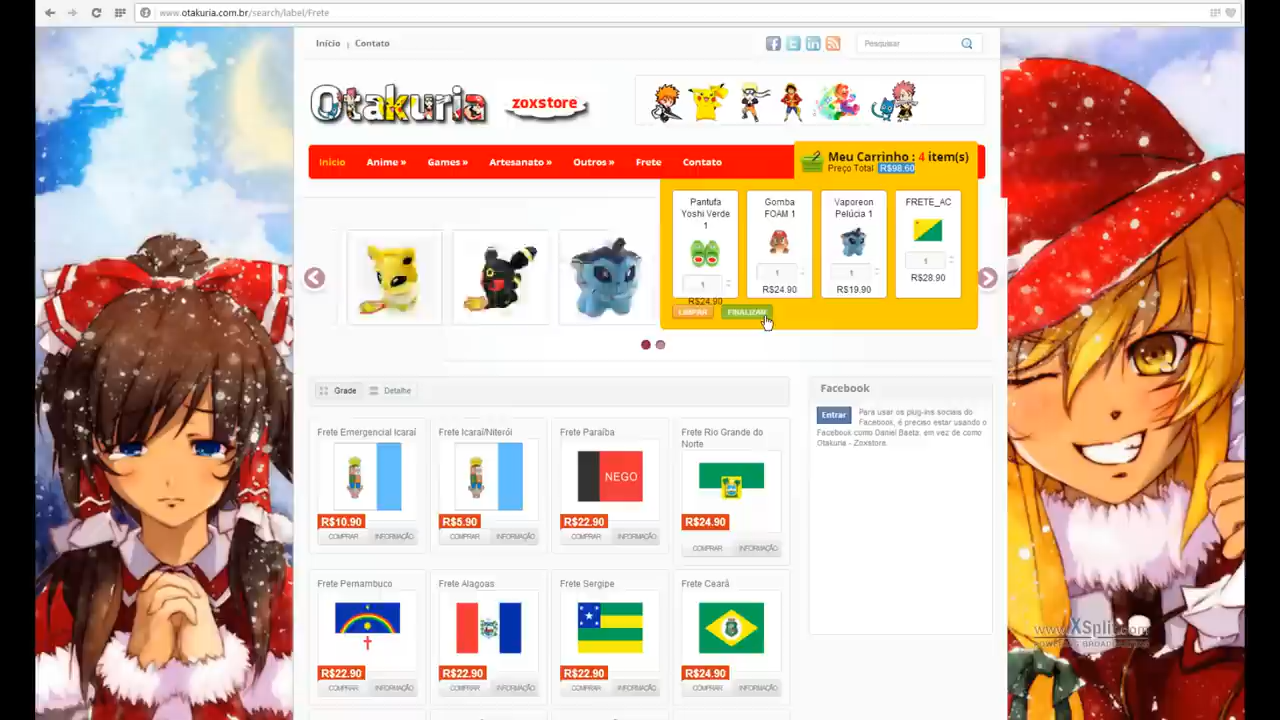 www.otakuria.com.br/search/label/Frete
Início | Contato
Pesquisar
Otakuria
zoxstore
Inicio Anime » Games » Artesanato » Outros » Frete Contato
Meu Carrinho : 4 item(s)
Preço Total R$98.60
Pantufa Yoshi Verde 1
1
R$24.90
Gomba FOAM 1
1
R$24.90
Vaporeon Pelúcia 1
1
R$19.90
FRETE_AC
1
R$28.90
LIMPAR FINALIZAR
Grade Detalhe
Facebook
Entrar
Para usar os plug-ins sociais do
Facebook, é preciso estar usando o
Facebook como Daniel Baeta, em vez de como
Otakuria - Zoxstore.
Frete Emergencial Icaraí
R$10.90
COMPRAR INFORMAÇÃO
Frete Icaraí/Niterói
R$5.90
COMPRAR INFORMAÇÃO
Frete Paraíba
NEGO
R$22.90
COMPRAR INFORMAÇÃO
Frete Rio Grande do
Norte
R$24.90
COMPRAR INFORMAÇÃO
Frete Pernambuco
R$22.90
COMPRAR INFORMAÇÃO
Frete Alagoas
R$22.90
COMPRAR INFORMAÇÃO
Frete Sergipe
R$22.90
COMPRAR INFORMAÇÃO
Frete Ceará
R$24.90
COMPRAR INFORMAÇÃO
www.XSplit.com